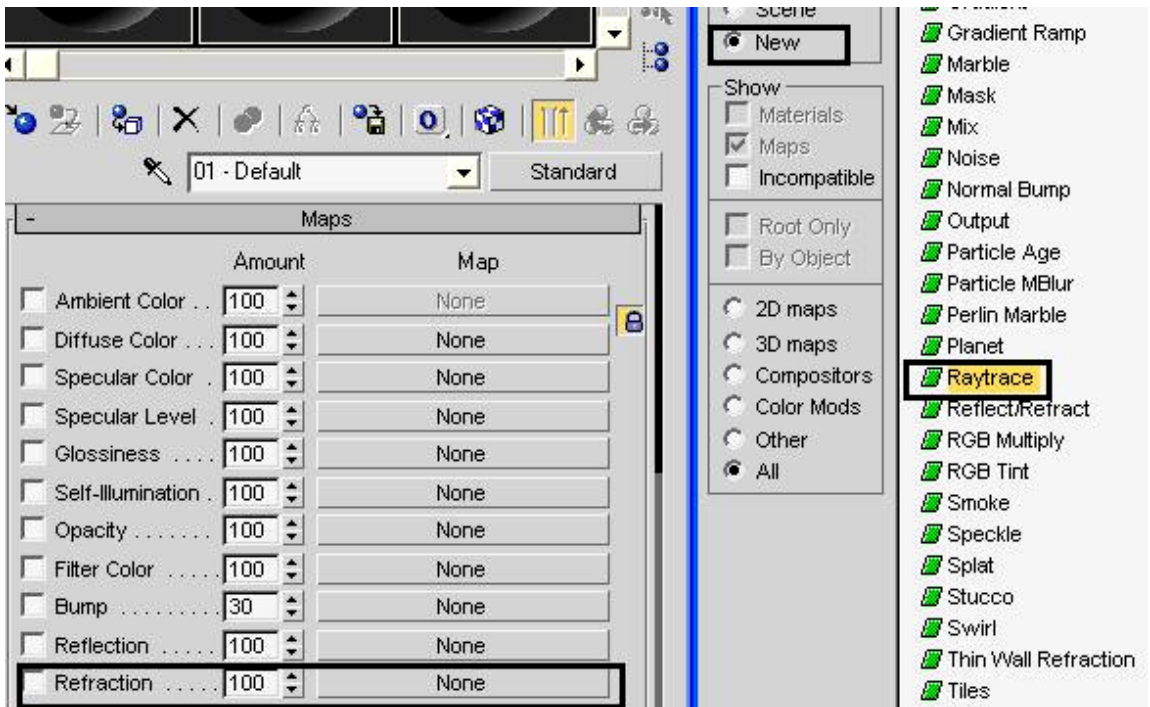 01 - Default
Standard
-
Maps
Amount Map
Ambient Color . . 100 None
Diffuse Color . . . 100 None
Specular Color . 100 None
Specular Level . 100 None
Glossiness . . . . 100 None
Self-Illumination . 100 None
Opacity . . . . . . . 100 None
Filter Color . . . . . 100 None
Bump . . . . . . . . . 30 None
Reflection . . . . . 100 None
Refraction . . . . . 100 None
Scene
New
Show
Materials
Maps
Incompatible
Root Only
By Object
2D maps
3D maps
Compositors
Color Mods
Other
All
Gradient Ramp
Marble
Mask
Mix
Noise
Normal Bump
Output
Particle Age
Particle MBlur
Perlin Marble
Planet
Raytrace
Reflect/Refract
RGB Multiply
RGB Tint
Smoke
Speckle
Splat
Stucco
Swirl
Thin Wall Refraction
Tiles